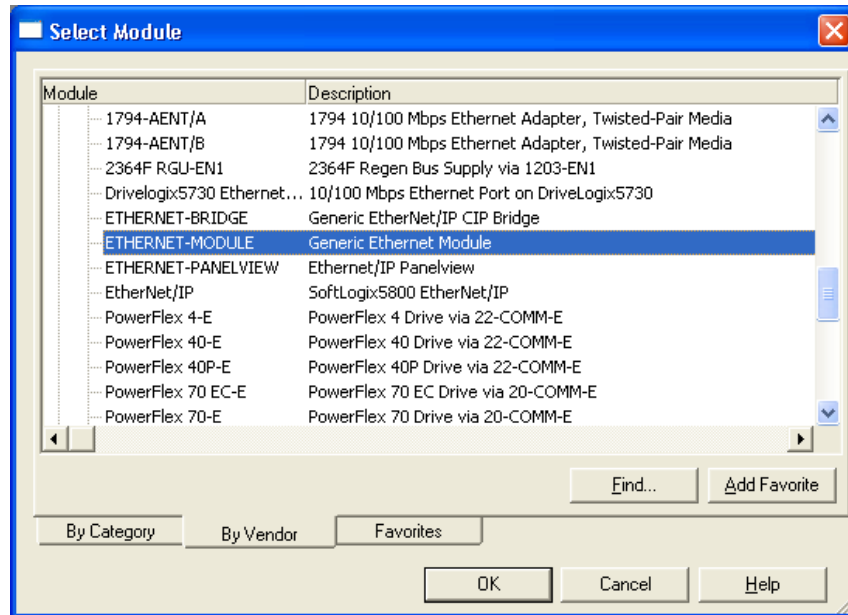 Select Module
Module Description
1794-AENT/A 1794 10/100 Mbps Ethernet Adapter, Twisted-Pair Media
1794-AENT/B 1794 10/100 Mbps Ethernet Adapter, Twisted-Pair Media
2364F RGU-EN1 2364F Regen Bus Supply via 1203-EN1
Drivelogix5730 Ethernet... 10/100 Mbps Ethernet Port on DriveLogix5730
ETHERNET-BRIDGE Generic EtherNet/IP CIP Bridge
ETHERNET-MODULE Generic Ethernet Module
ETHERNET-PANELVIEW Ethernet/IP Panelview
EtherNet/IP SoftLogix5800 EtherNet/IP
PowerFlex 4-E PowerFlex 4 Drive via 22-COMM-E
PowerFlex 40-E PowerFlex 40 Drive via 22-COMM-E
PowerFlex 40P-E PowerFlex 40P Drive via 22-COMM-E
PowerFlex 70 EC-E PowerFlex 70 EC Drive via 20-COMM-E
PowerFlex 70-E PowerFlex 70 Drive via 20-COMM-E
Find... Add Favorite
By Category By Vendor Favorites
OK Cancel Help